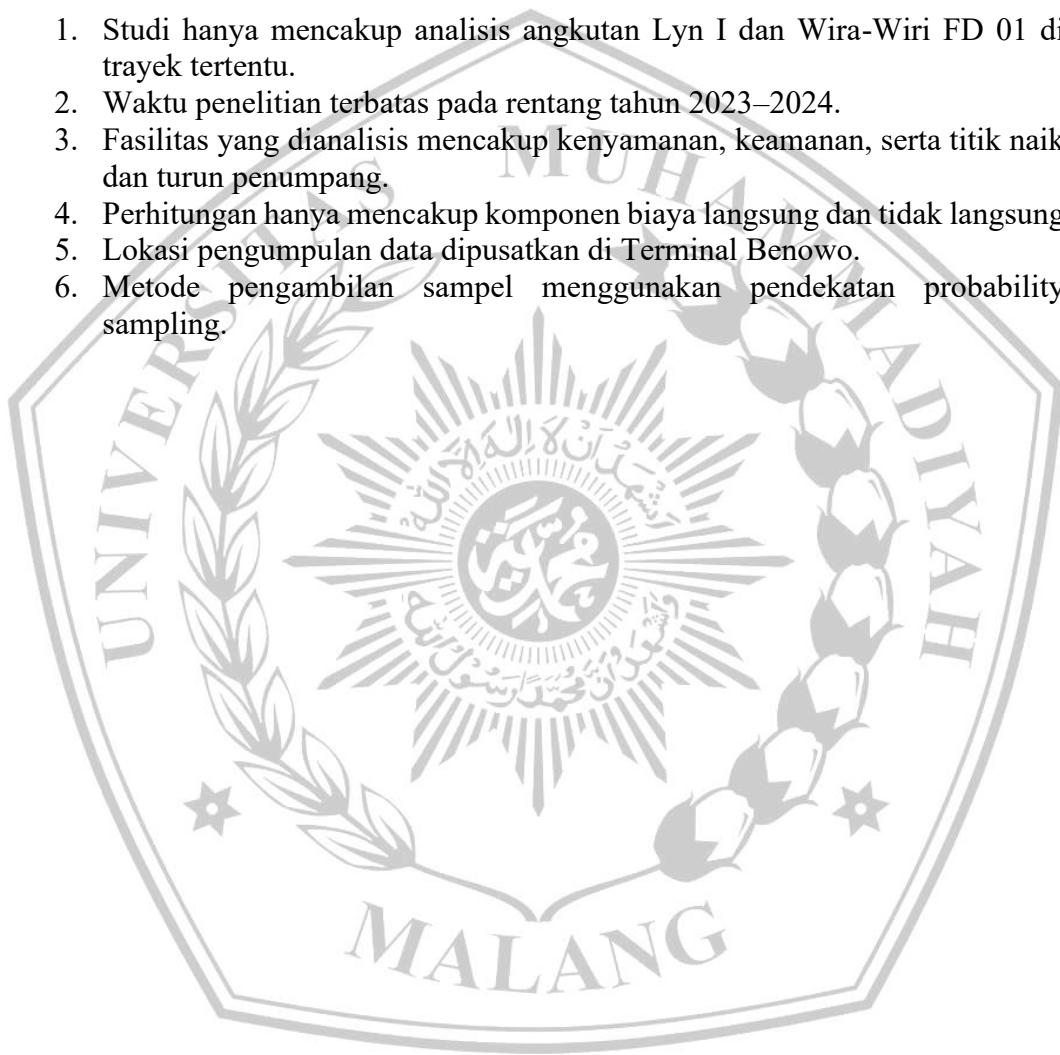 1. Studi hanya mencakup analisis angkutan Lyn I dan Wira-Wiri FD 01 di
trayek tertentu.
2. Waktu penelitian terbatas pada rentang tahun 2023–2024.
3. Fasilitas yang dianalisis mencakup kenyamanan, keamanan, serta titik naik
dan turun penumpang.
4. Perhitungan hanya mencakup komponen biaya langsung dan tidak langsung
5. Lokasi pengumpulan data dipusatkan di Terminal Benowo.
6. Metode pengambilan sampel menggunakan pendekatan probability
sampling.
UNIVERSITAS MUHAMMADIYAH
MALANG